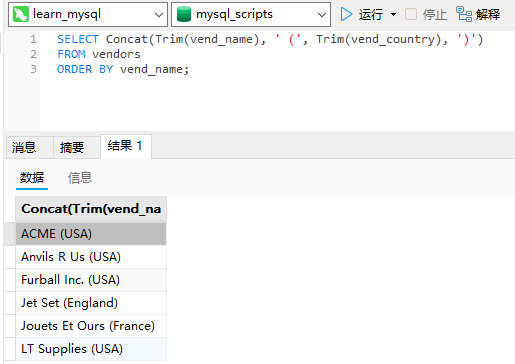 learn_mysql mysql_scripts 运行 停止 解释
1 SELECT Concat(Trim(vend_name), ' (', Trim(vend_country), ')')
2 FROM vendors
3 ORDER BY vend_name;
消息 摘要 结果 1
数据 信息
Concat(Trim(vend_na
ACME (USA)
Anvils R Us (USA)
Furball Inc. (USA)
Jet Set (England)
Jouets Et Ours (France)
LT Supplies (USA)